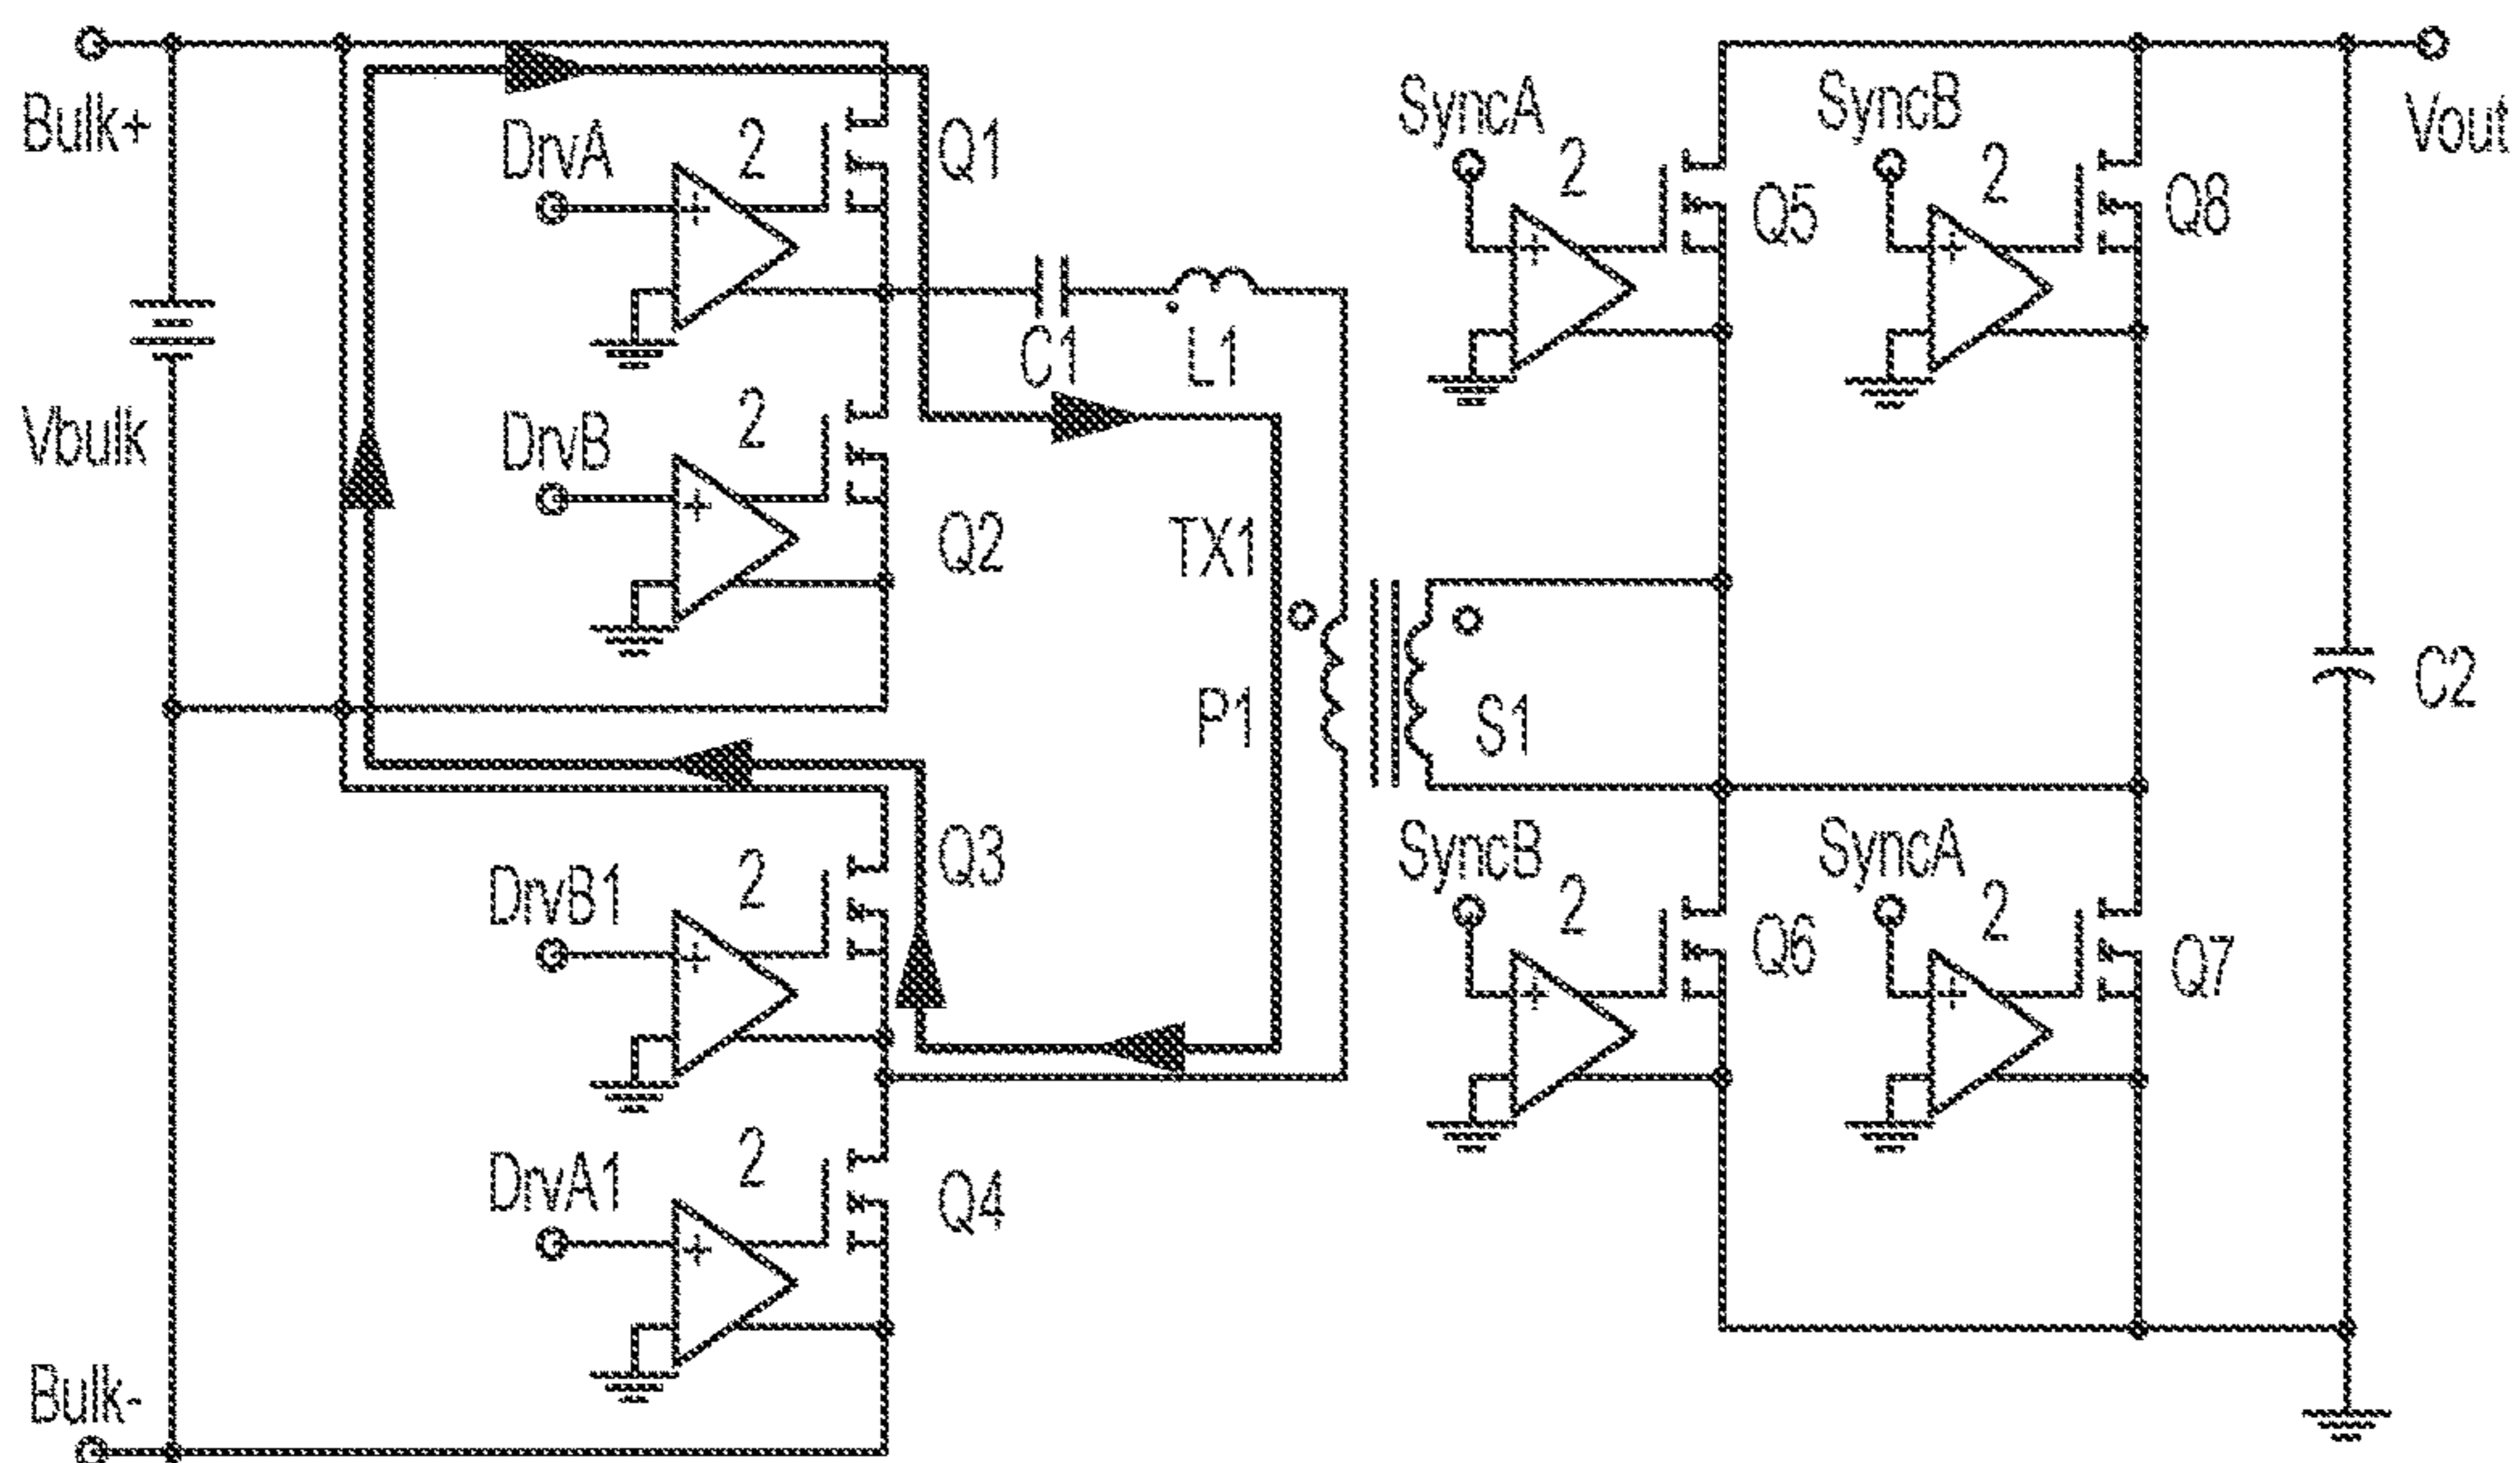 Bulk+
Vbulk
Bulk-
DrvA
2
Q1
DrvB
2
Q2
C1
L1
TX1
P1
S1
DrvB1
2
Q3
DrvA1
2
Q4
SyncA
2
Q5
SyncB
2
Q8
Vout
SyncB
2
Q6
SyncA
2
Q7
C2